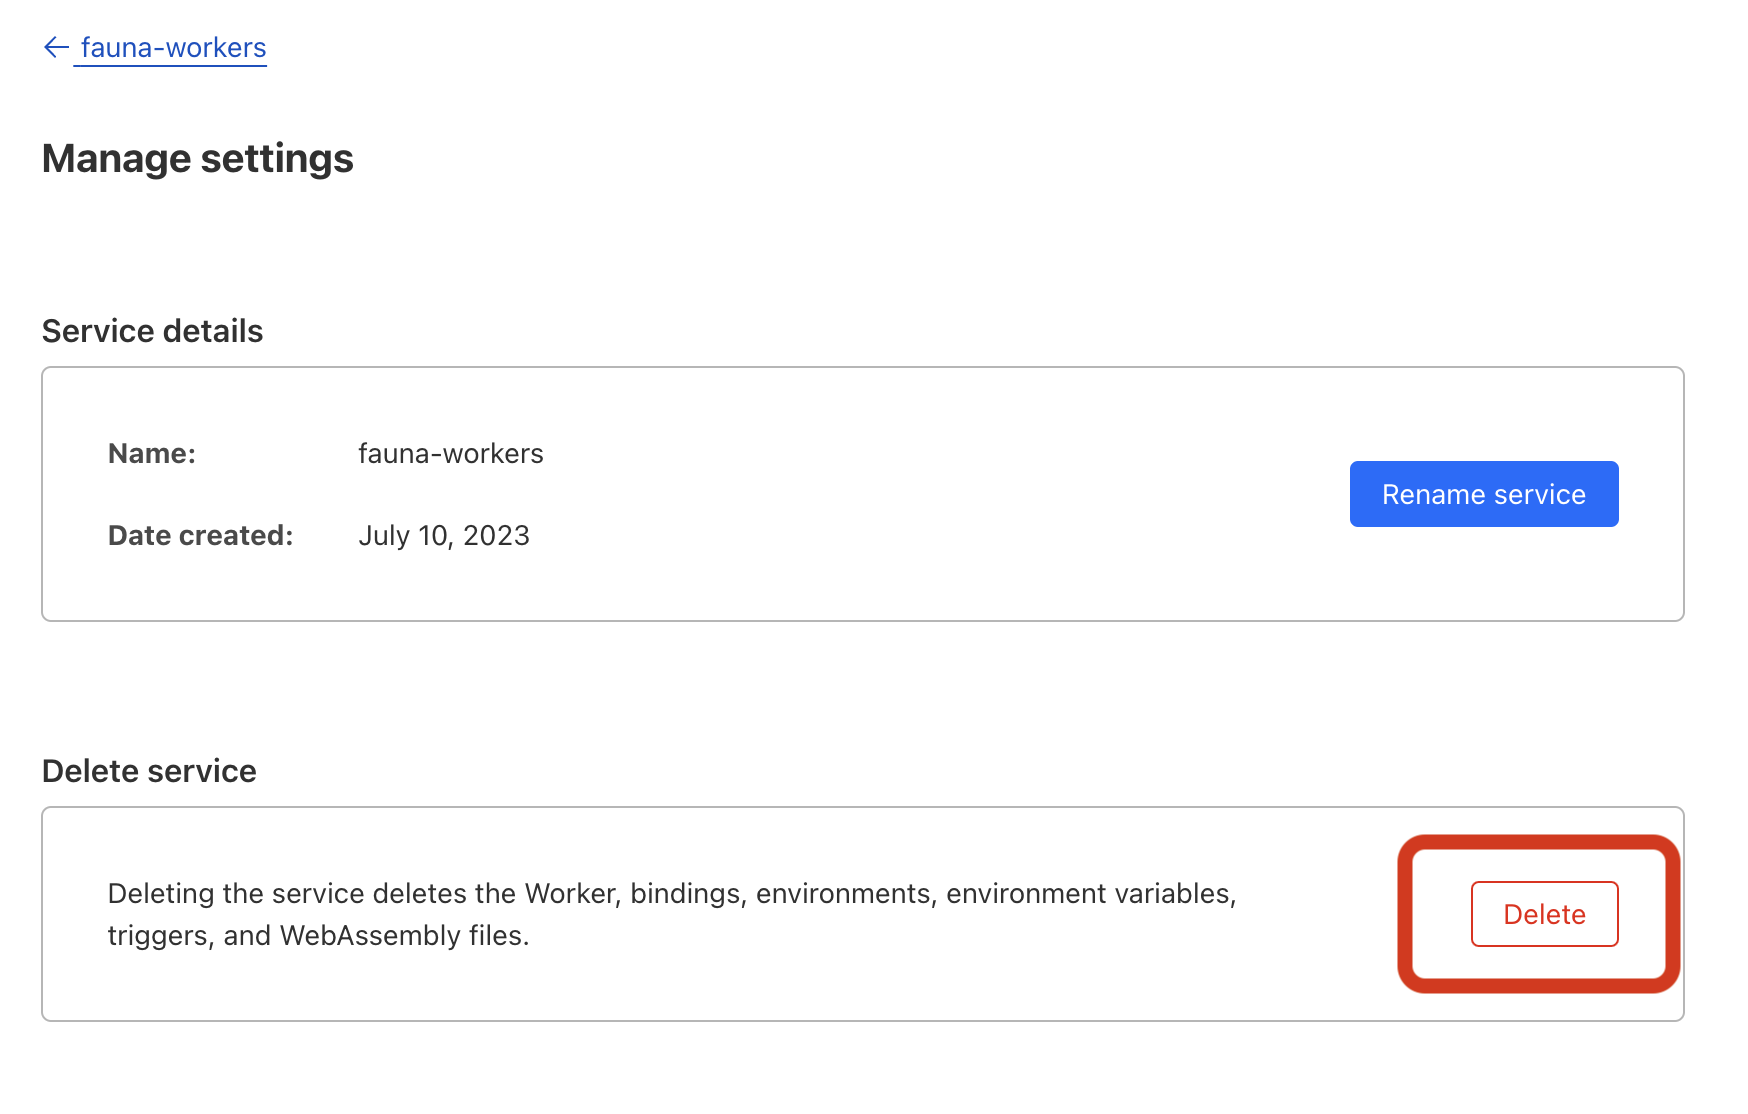 ← fauna-workers
Manage settings
Service details
Name: fauna-workers
Rename service
Date created: July 10, 2023
Delete service
Deleting the service deletes the Worker, bindings, environments, environment variables,
triggers, and WebAssembly files.
Delete